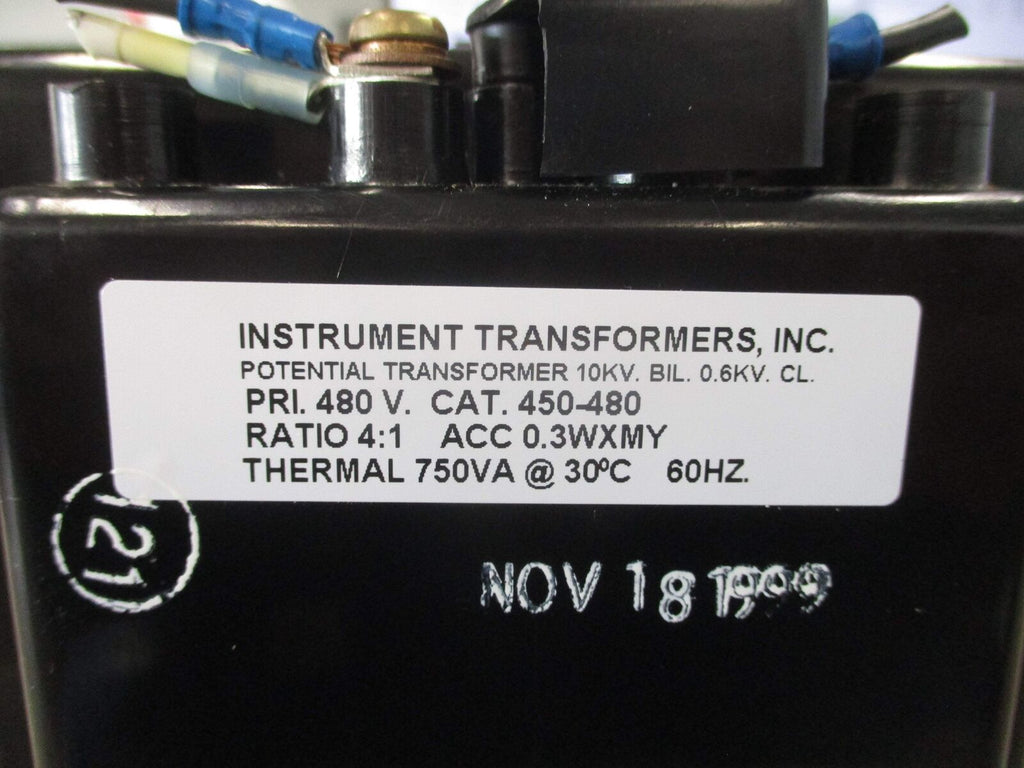 INSTRUMENT TRANSFORMERS, INC.
POTENTIAL TRANSFORMER 10KV. BIL. 0.6KV. CL.
PRI. 480 V. CAT. 450-480
RATIO 4:1 ACC 0.3WXMY
THERMAL 750VA @ 30ºC 60HZ.
121
NOV 18 1999